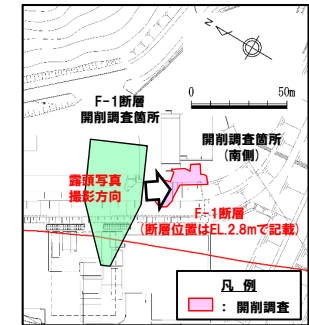 N
0 50m
F-1断層
開削調査箇所
開削調査箇所
(南側)
露頭写真
撮影方向
F-1断層
(断層位置はEL.2.8mで記載)
凡 例
: 開削調査